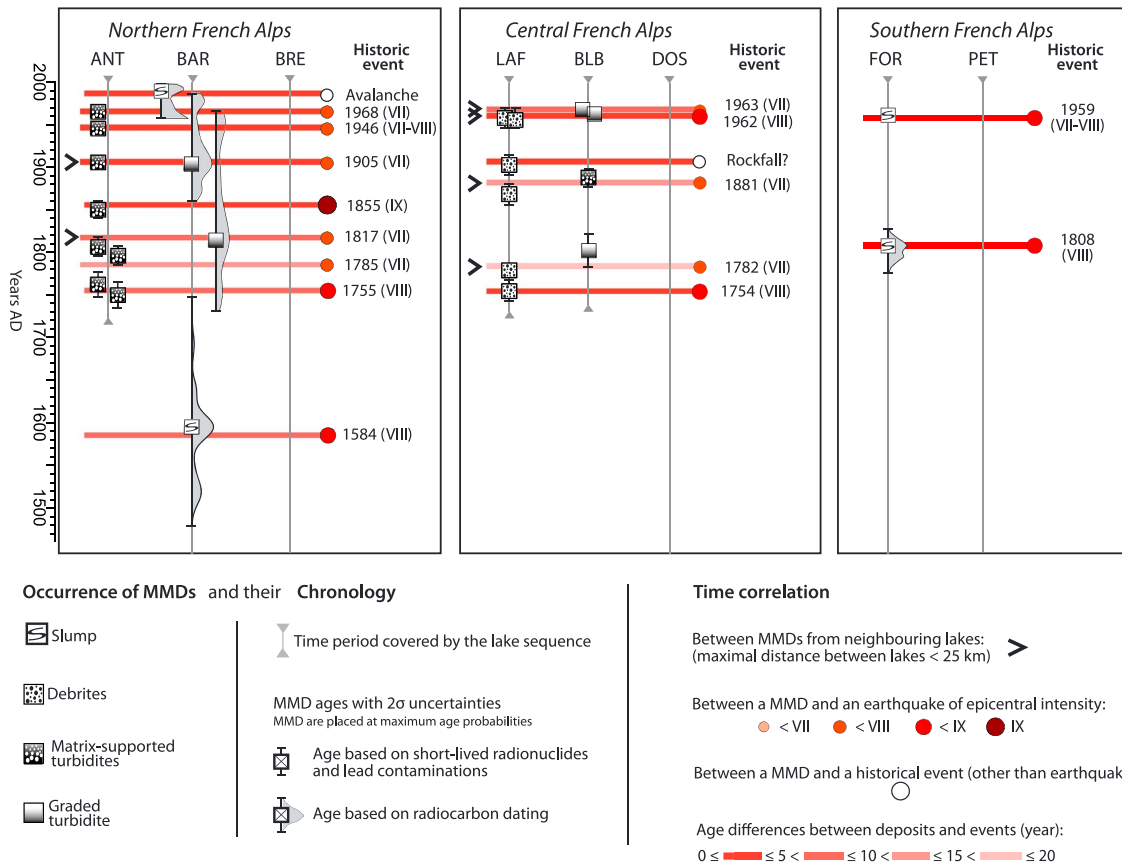 Northern French Alps
ANT BAR BRE Historic event
Avalanche
1968 (VII)
1946 (VII-VIII)
1905 (VII)
1855 (IX)
1817 (VII)
1785 (VII)
1755 (VIII)
1584 (VIII)
Years AD
2000
1900
1800
1700
1600
1500
Central French Alps
LAF BLB DOS Historic event
1963 (VII)
1962 (VIII)
Rockfall?
1881 (VII)
1782 (VII)
1754 (VIII)
Southern French Alps
FOR PET Historic event
1959
(VII-VIII)
1808
(VIII)
Occurrence of MMDs and their Chronology
Slump
Debrites
Matrix-supported
turbidites
Graded
turbidite
Time period covered by the lake sequence
MMD ages with 2σ uncertainties
MMD are placed at maximum age probabilities
Age based on short-lived radionuclides
and lead contaminations
Age based on radiocarbon dating
Time correlation
Between MMDs from neighbouring lakes:
(maximal distance between lakes < 25 km)
Between a MMD and an earthquake of epicentral intensity:
< VII < VIII < IX IX
Between a MMD and a historical event (other than earthquak
Age differences between deposits and events (year):
0 ≤ ≤ 5 < ≤ 10 < ≤ 15 < ≤ 20